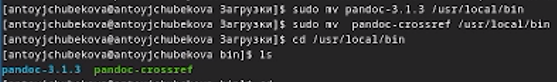 [antoyjchubekova@antoyjchubekova Загрузки]$ sudo mv pandoc-3.1.3 /usr/local/bin
[antoyjchubekova@antoyjchubekova Загрузки]$ sudo mv  pandoc-crossref /usr/local/bin
[antoyjchubekova@antoyjchubekova Загрузки]$ cd /usr/local/bin
[antoyjchubekova@antoyjchubekova bin]$ ls
pandoc-3.1.3  pandoc-crossref